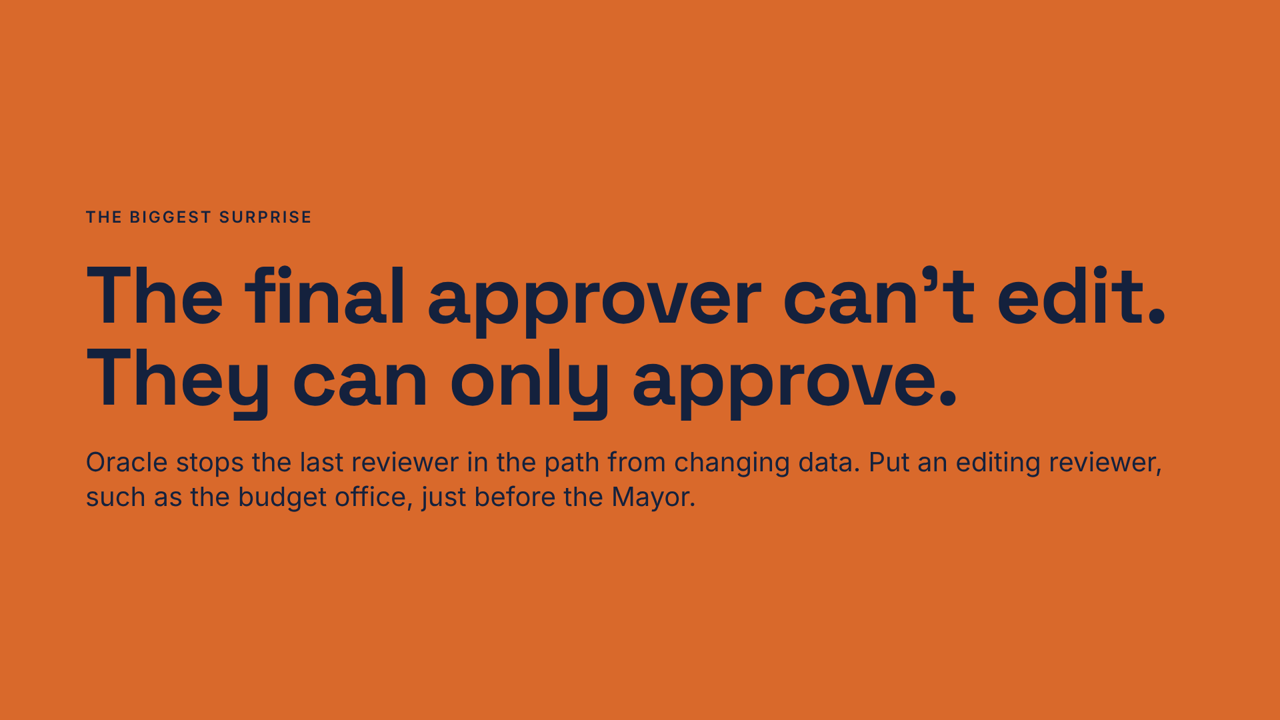 THE BIGGEST SURPRISE
The final approver can’t edit.
They can only approve.
Oracle stops the last reviewer in the path from changing data. Put an editing reviewer,
such as the budget office, just before the Mayor.